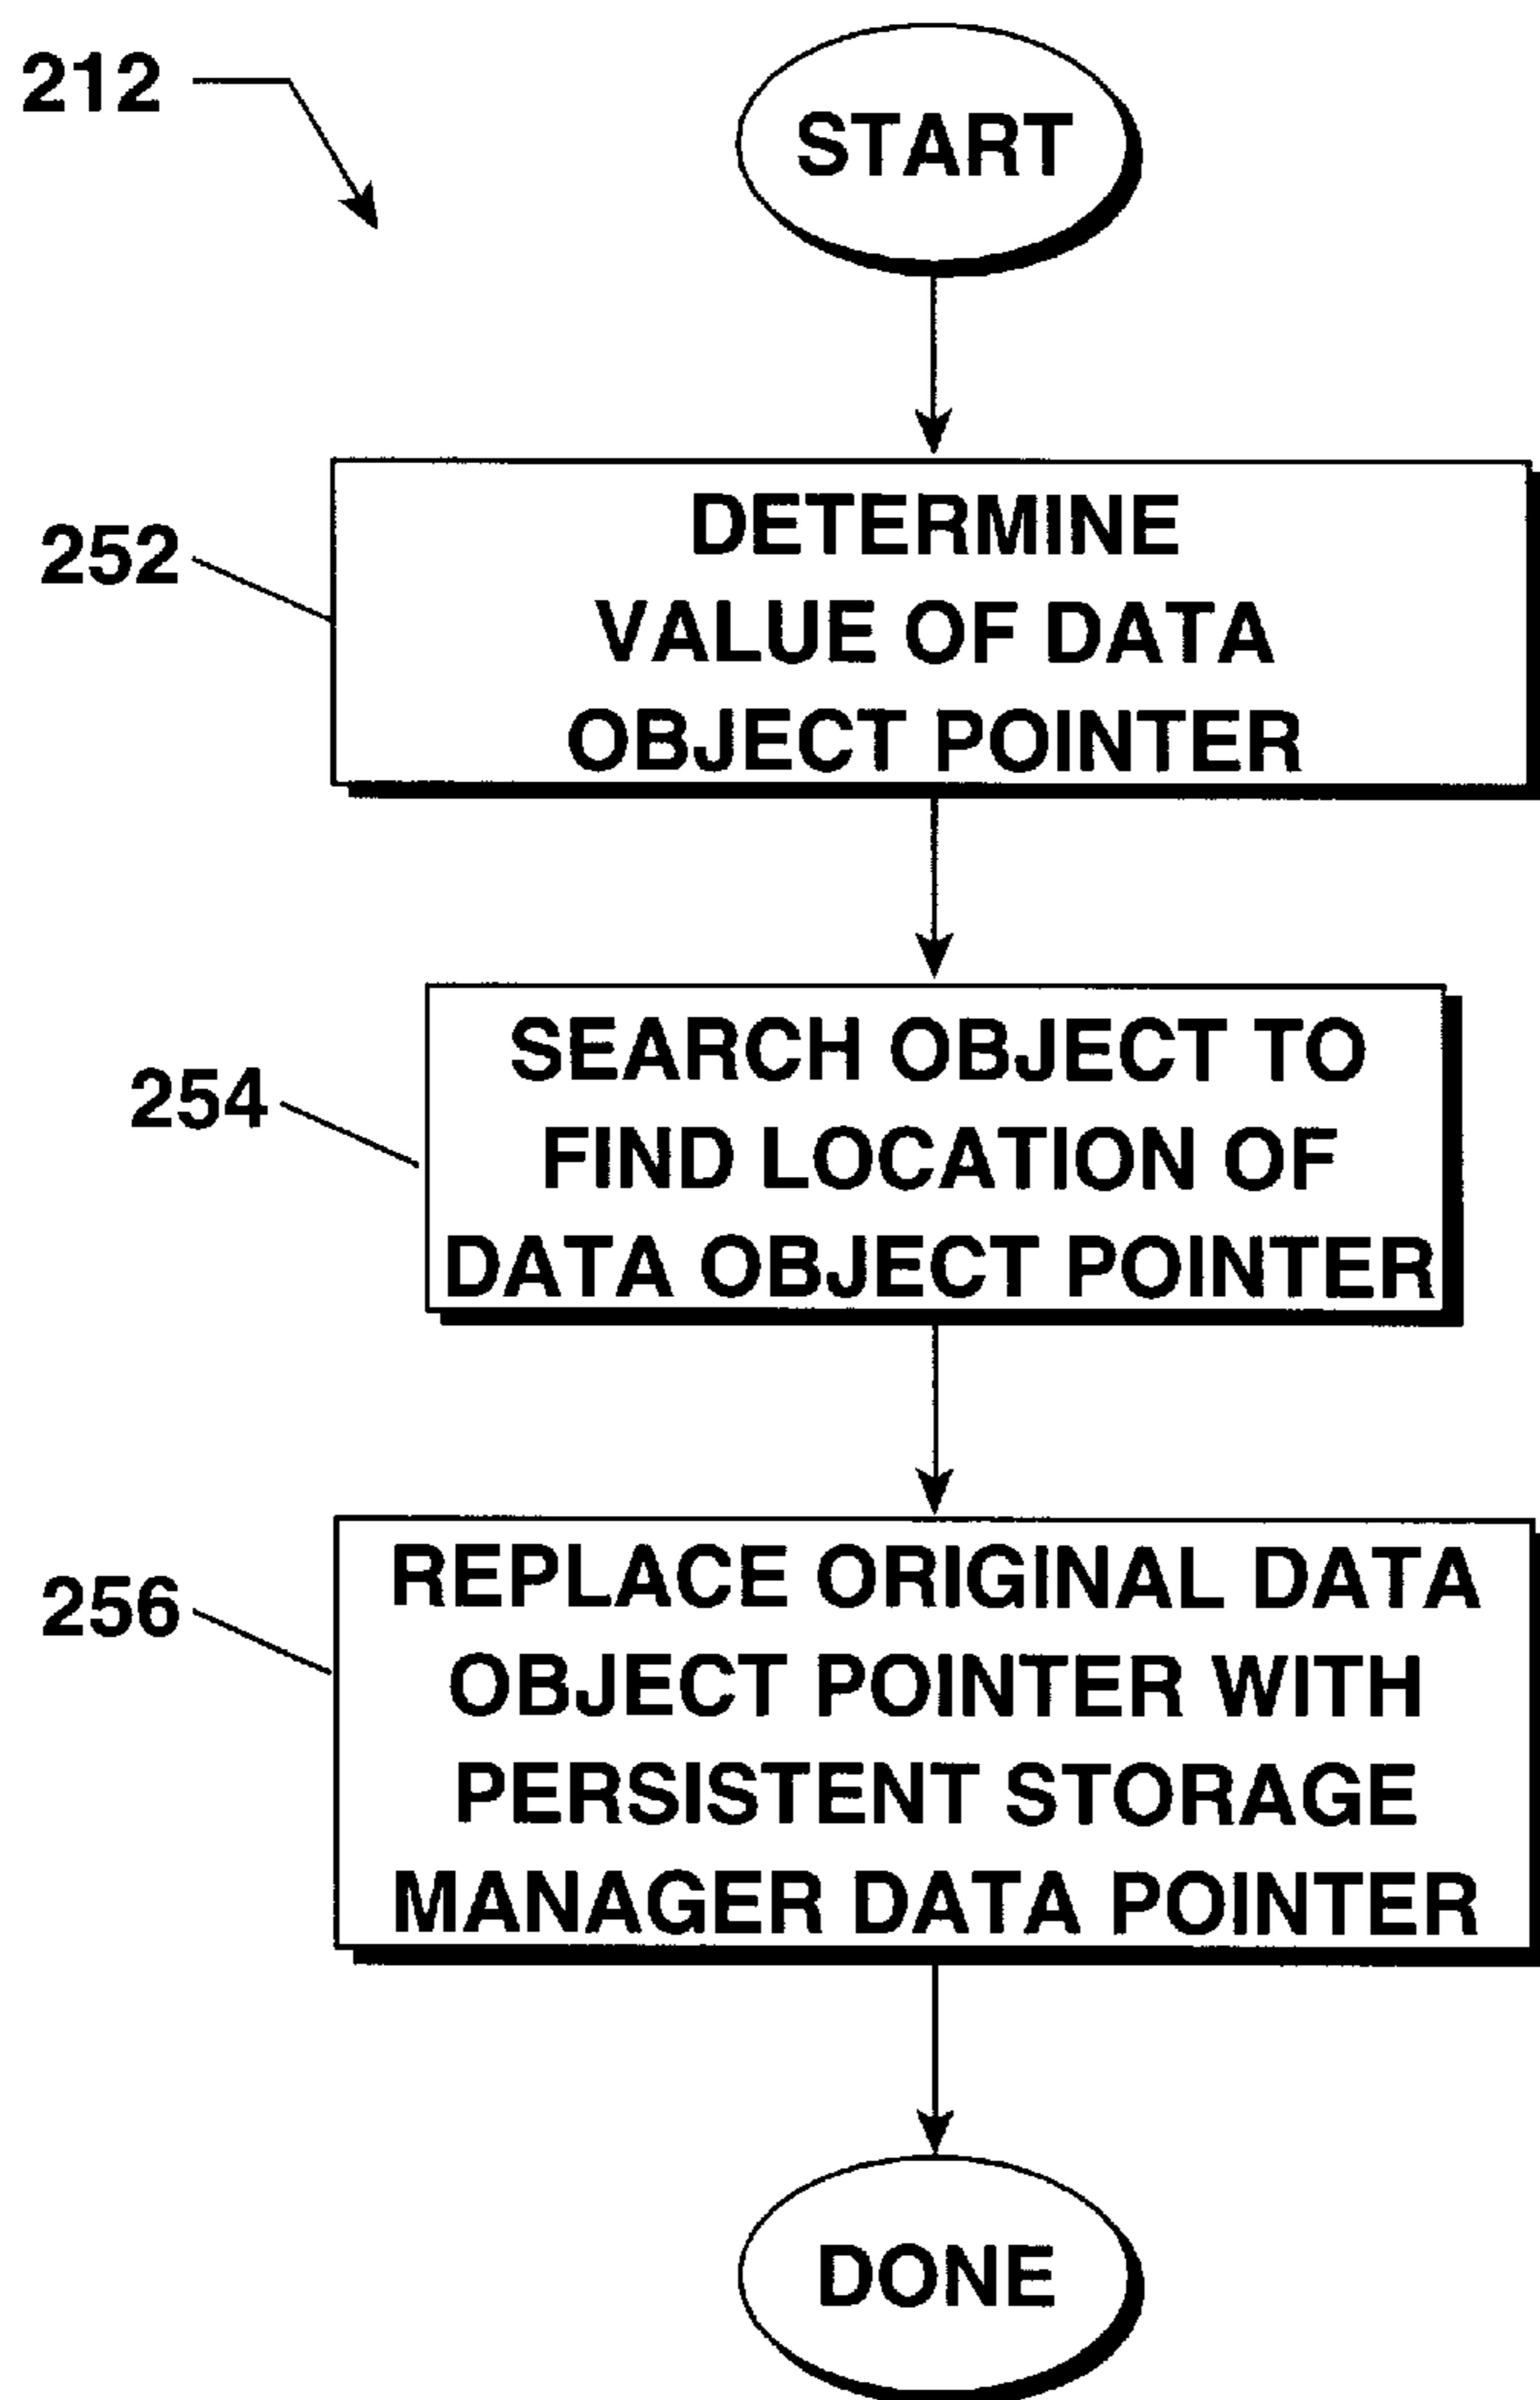 212
START
252
DETERMINE
VALUE OF DATA
OBJECT POINTER
254
SEARCH OBJECT TO
FIND LOCATION OF
DATA OBJECT POINTER
256
REPLACE ORIGINAL DATA
OBJECT POINTER WITH
PERSISTENT STORAGE
MANAGER DATA POINTER
DONE